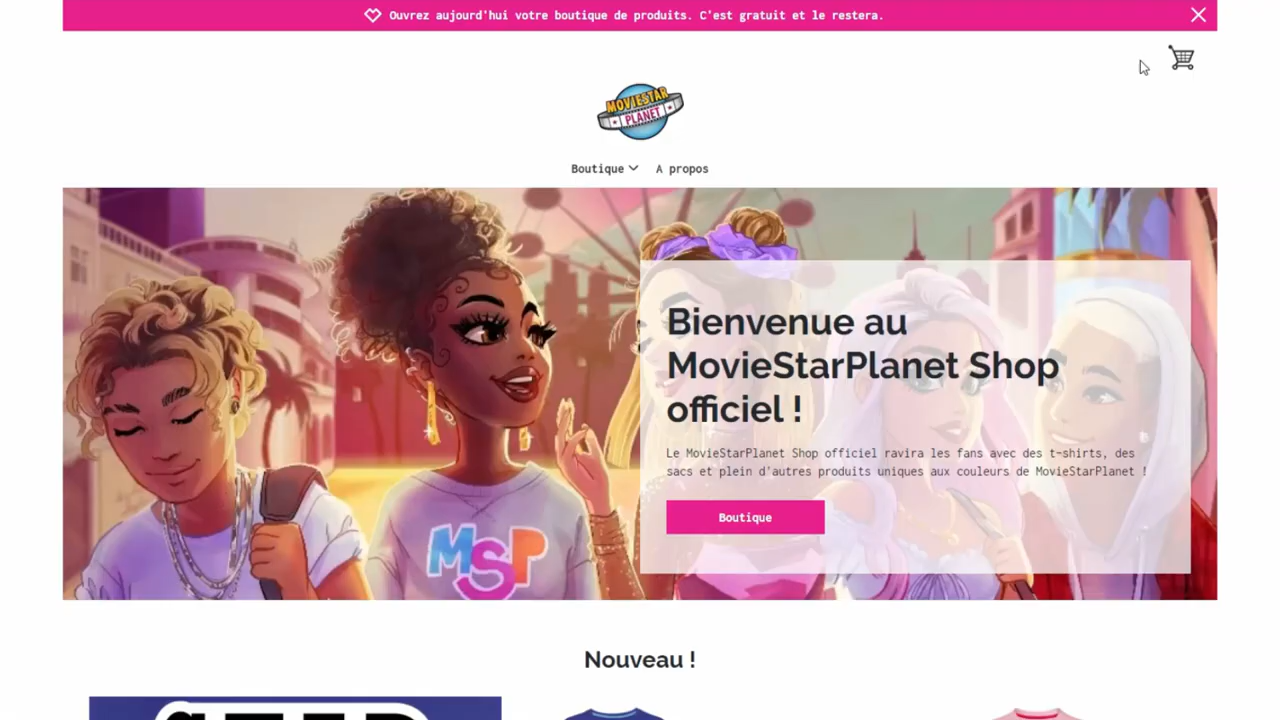 Ouvrez aujourd'hui votre boutique de produits. C'est gratuit et le restera.
MOVIESTAR
PLANET
Boutique
A propos
Bienvenue au
MovieStarPlanet Shop
officiel !
Le MovieStarPlanet Shop officiel ravira les fans avec des t-shirts, des
sacs et plein d'autres produits uniques aux couleurs de MovieStarPlanet !
Boutique
MSP
Nouveau !